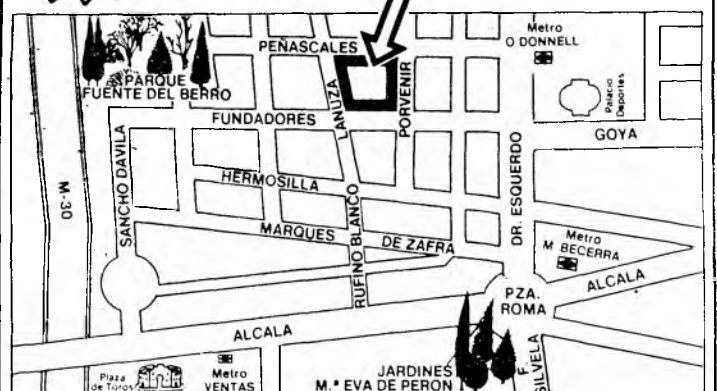 PEÑASCALES
Metro
O DONNELL
PARQUE
FUENTE DEL BERRO
LANUZA
PORVENIR
Palacio
Deportes
FUNDADORES
GOYA
M-30
SANCHO DAVILA
HERMOSILLA
DR. ESQUERDO
MARQUES
DE ZAFRA
RUFINO BLANCO
Metro
M. BECERRA
ALCALA
PZA.
ROMA
ALCALA
F.
SILVELA
Plaza
de Toros
Metro
VENTAS
JARDINES
M.ª EVA DE PERON